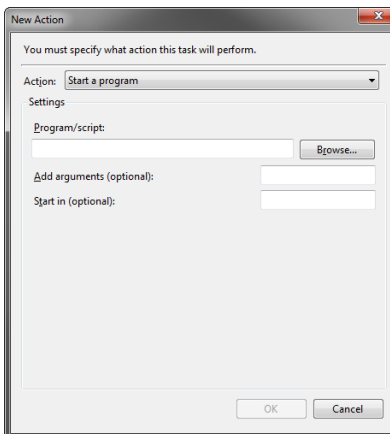 New Action
You must specify what action this task will perform.
Action: Start a program
Settings
Program/script:
Browse...
Add arguments (optional):
Start in (optional):
OK Cancel